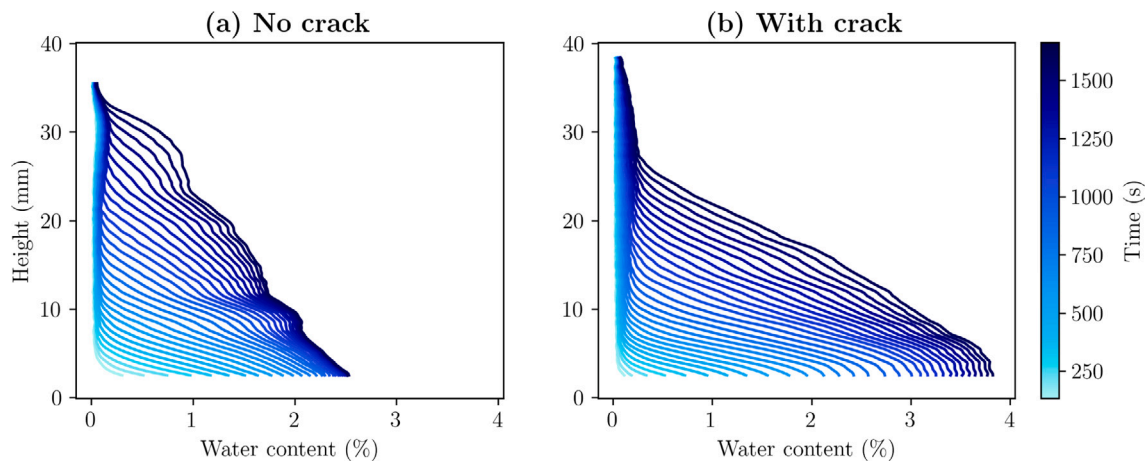 (a) No crack
(b) With crack
40
30
20
10
0
Height (mm)
0 1 2 3 4
Water content (%)
40
30
20
10
0
0 1 2 3 4
Water content (%)
1500
1250
1000
750
500
250
Time (s)